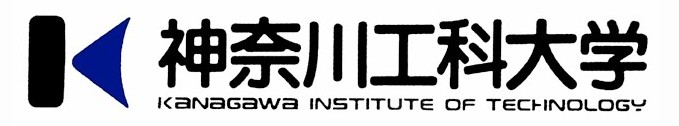 神奈川工科大学
KANAGAWA INSTITUTE OF TECHNOLOGY